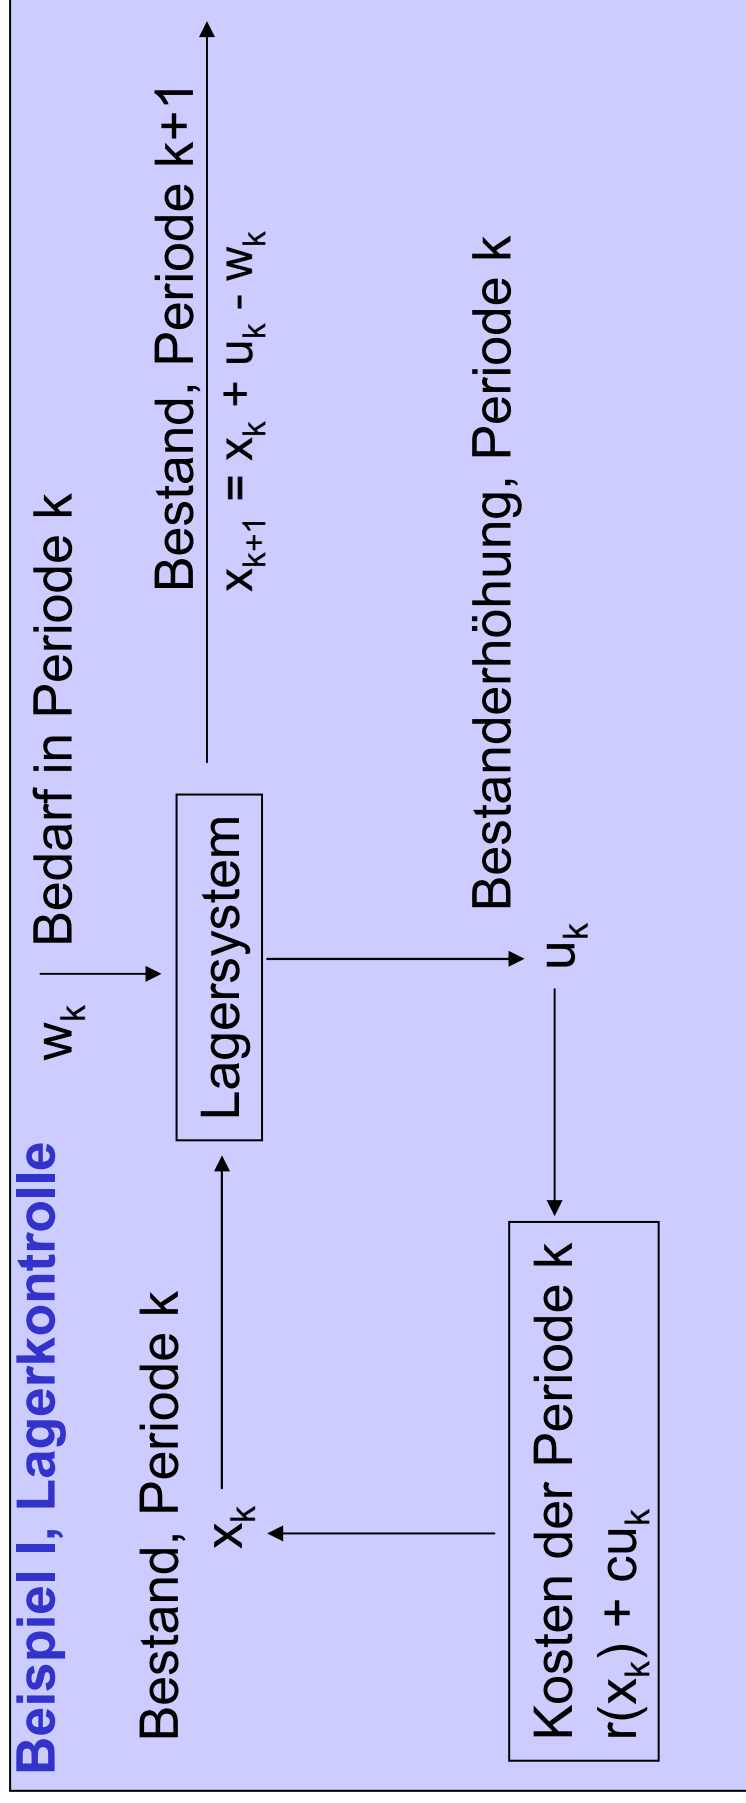 Beispiel I, Lagerkontrolle
w_k Bedarf in Periode k
Bestand, Periode k
x_k
Lagersystem
Bestand, Periode k+1
x_{k+1} = x_k + u_k - w_k
Bestanderhöhung, Periode k
u_k
Kosten der Periode k
r(x_k) + cu_k